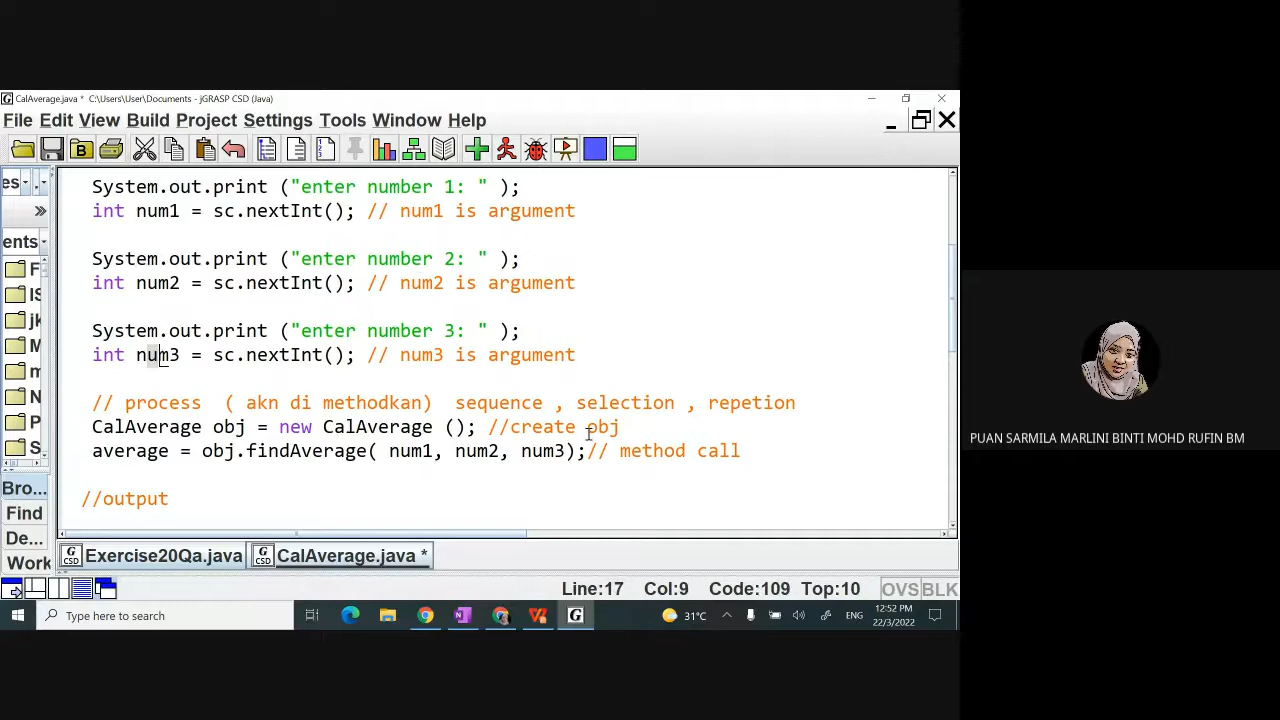 CalAverage.java * C:\Users\User\Documents - jGRASP CSD (Java)
File Edit View Build Project Settings Tools Window Help
System.out.print ("enter number 1: " );
int num1 = sc.nextInt(); // num1 is argument
System.out.print ("enter number 2: " );
int num2 = sc.nextInt(); // num2 is argument
System.out.print ("enter number 3: " );
int num3 = sc.nextInt(); // num3 is argument
// process ( akn di methodkan) sequence , selection , repetion
CalAverage obj = new CalAverage (); //create obj
average = obj.findAverage( num1, num2, num3);// method call
//output
es
ents
F
IS
jk
M
m
N
P
S
Bro...
Find
De...
Work
Exercise20Qa.java CalAverage.java *
Line:17 Col:9 Code:109 Top:10 OVS BLK
Type here to search
31°C ENG 12:52 PM
22/3/2022
PUAN SARMILA MARLINI BINTI MOHD RUFIN BM